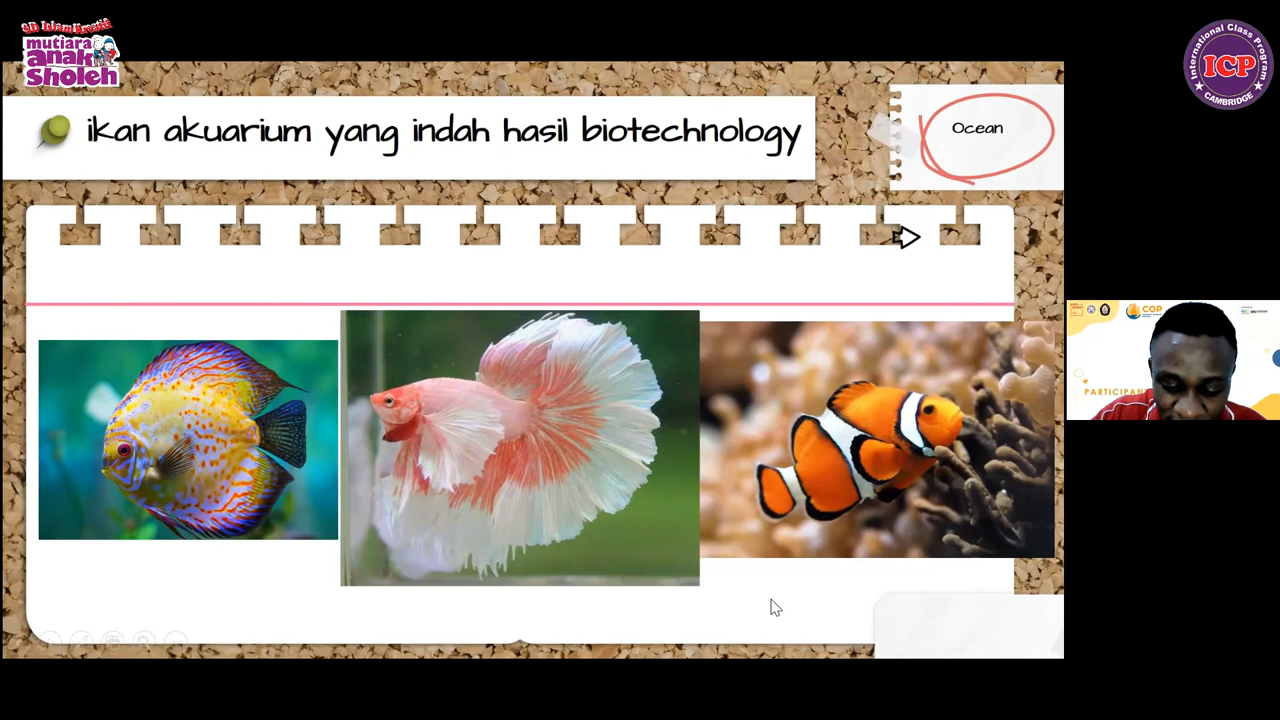 SD Islam Kreatif
mutiara
anak
sholeh
International Class Program
ICP
CAMBRIDGE
ikan akuarium yang indah hasil biotechnology
Ocean
COP
PARTICIPAN